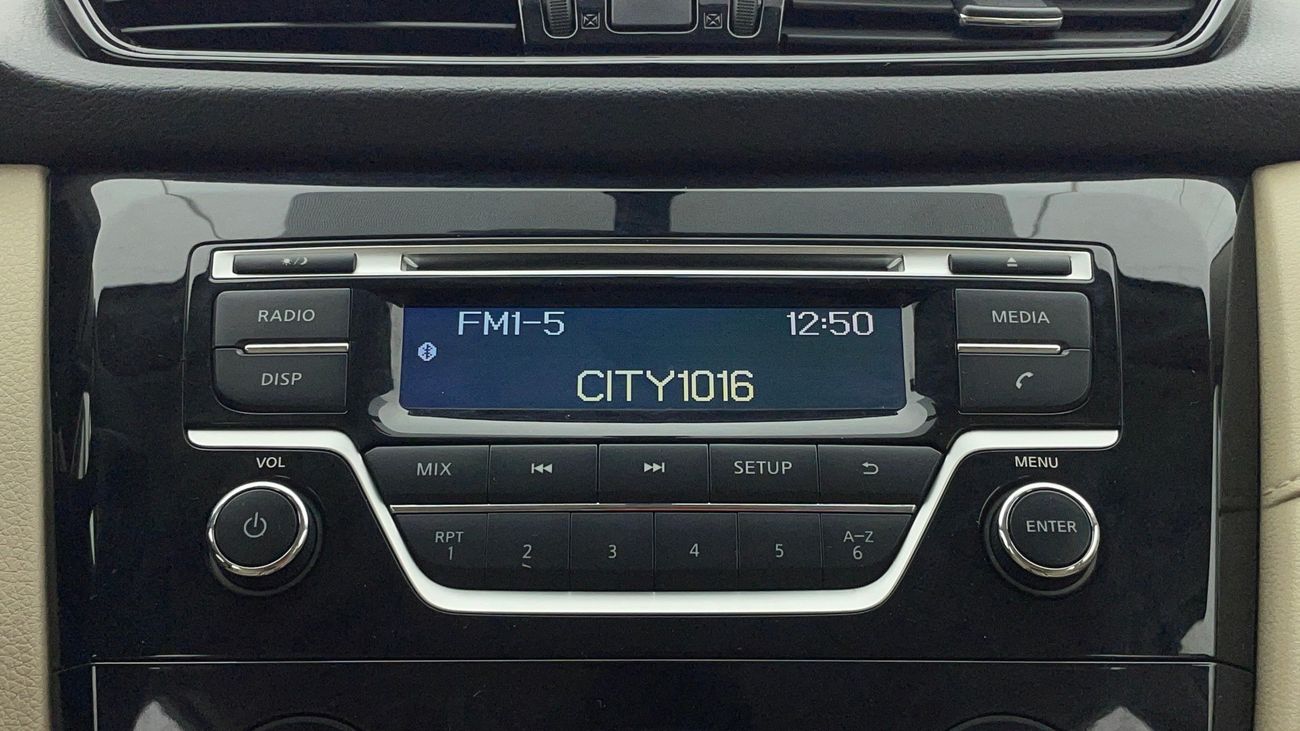 RADIO
MEDIA
DISP
FM1-5 12:50
CITY1016
VOL
MENU
MIX
SETUP
ENTER
RPT
1
2
3
4
5
A-Z
6